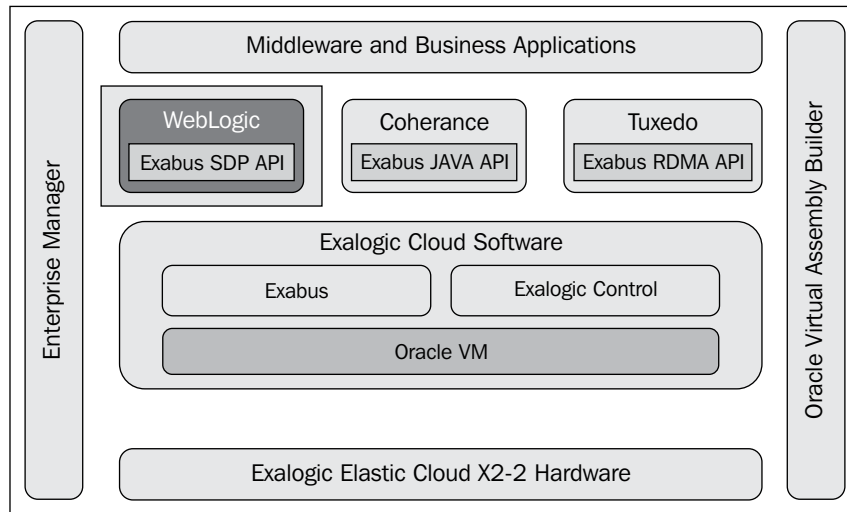 Enterprise Manager
Middleware and Business Applications
WebLogic
Exabus SDP API
Coherance
Exabus JAVA API
Tuxedo
Exabus RDMA API
Exalogic Cloud Software
Exabus
Exalogic Control
Oracle VM
Exalogic Elastic Cloud X2-2 Hardware
Oracle Virtual Assembly Builder